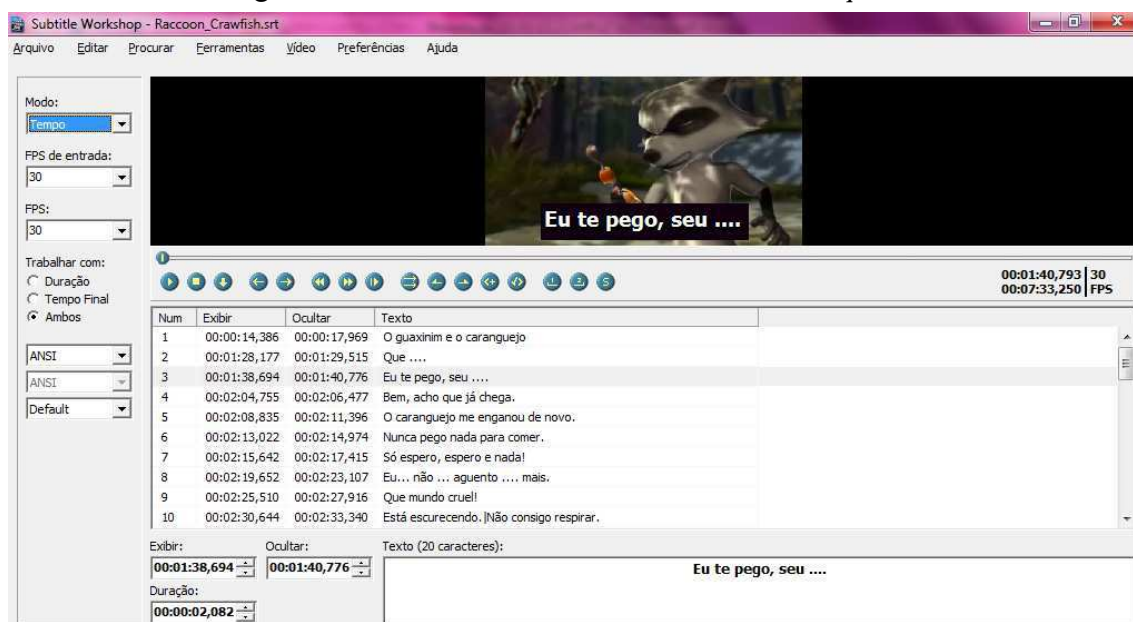 Subtitle Workshop - Raccoon_Crawfish.srt
Arquivo Editar Procurar Ferramentas Vídeo Preferências Ajuda
Modo:
Tempo
FPS de entrada:
30
FPS:
30
Trabalhar com:
Duração
Tempo Final
Ambos
ANSI
ANSI
Default
Eu te pego, seu ....
00:01:40,793 30
00:07:33,250 FPS
Num Exibir Ocultar Texto
1 00:00:14,386 00:00:17,969 O guaxinim e o caranguejo
2 00:01:28,177 00:01:29,515 Que ....
3 00:01:38,694 00:01:40,776 Eu te pego, seu ....
4 00:02:04,755 00:02:06,477 Bem, acho que já chega.
5 00:02:08,835 00:02:11,396 O caranguejo me enganou de novo.
6 00:02:13,022 00:02:14,974 Nunca pego nada para comer.
7 00:02:15,642 00:02:17,415 Só espero, espero e nada!
8 00:02:19,652 00:02:23,107 Eu... não ... aguento .... mais.
9 00:02:25,510 00:02:27,916 Que mundo cruel!
10 00:02:30,644 00:02:33,340 Está escurecendo.|Não consigo respirar.
Exibir: Ocultar: Texto (20 caracteres):
00:01:38,694 00:01:40,776 Eu te pego, seu ....
Duração:
00:00:02,082